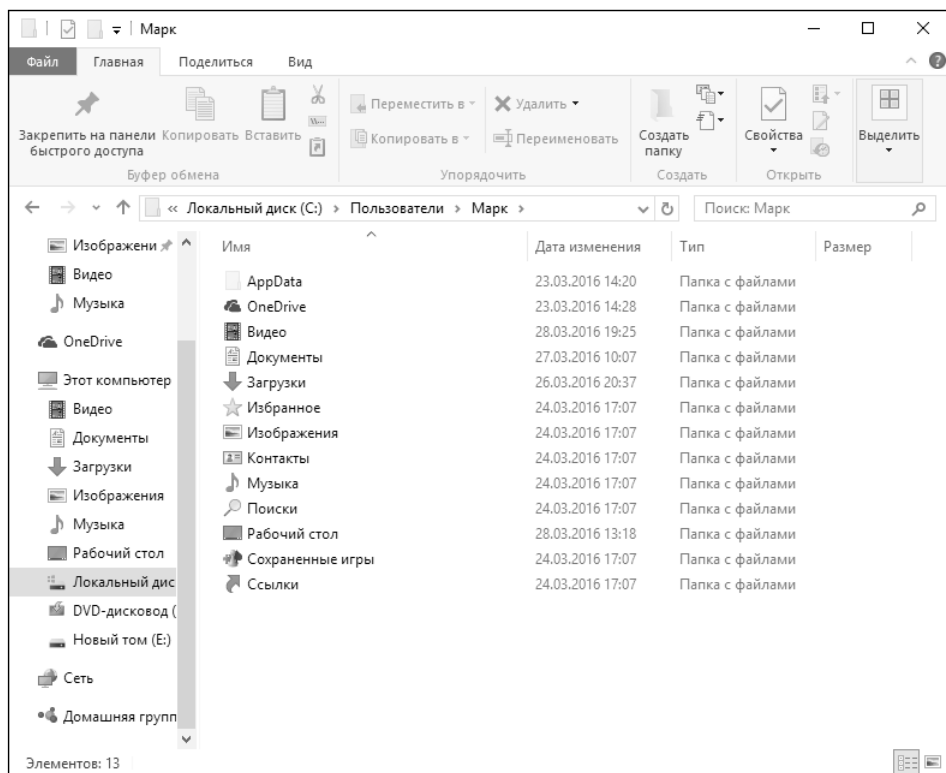 Марк
Файл Главная Поделиться Вид
Закрепить на панели быстрого доступа
Копировать
Вставить
Буфер обмена
Переместить в
Копировать в
Удалить
Переименовать
Упорядочить
Создать папку
Создать
Свойства
Открыть
Выделить
« Локальный диск (C:) > Пользователи > Марк >
Поиск: Марк
Изображени
Видео
Музыка
OneDrive
Этот компьютер
Видео
Документы
Загрузки
Изображения
Музыка
Рабочий стол
Локальный дис
DVD-дисковод (
Новый том (E:)
Сеть
Домашняя групп
Имя Дата изменения Тип Размер
AppData 23.03.2016 14:20 Папка с файлами
OneDrive 23.03.2016 14:28 Папка с файлами
Видео 28.03.2016 19:25 Папка с файлами
Документы 27.03.2016 10:07 Папка с файлами
Загрузки 26.03.2016 20:37 Папка с файлами
Избранное 24.03.2016 17:07 Папка с файлами
Изображения 24.03.2016 17:07 Папка с файлами
Контакты 24.03.2016 17:07 Папка с файлами
Музыка 24.03.2016 17:07 Папка с файлами
Поиски 24.03.2016 17:07 Папка с файлами
Рабочий стол 28.03.2016 13:18 Папка с файлами
Сохраненные игры 24.03.2016 17:07 Папка с файлами
Ссылки 24.03.2016 17:07 Папка с файлами
Элементов: 13